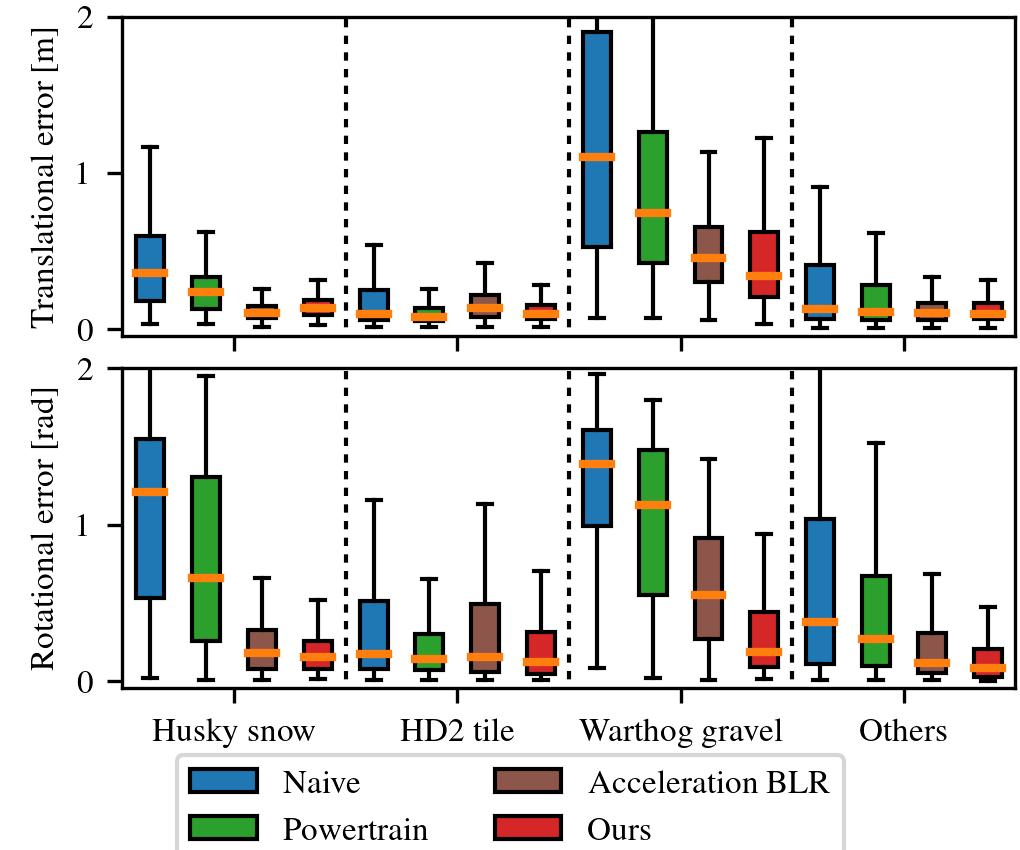 Translational error [m]
2
1
0
Rotational error [rad]
2
1
0
Husky snow HD2 tile Warthog gravel Others
Naive Acceleration BLR
Powertrain Ours